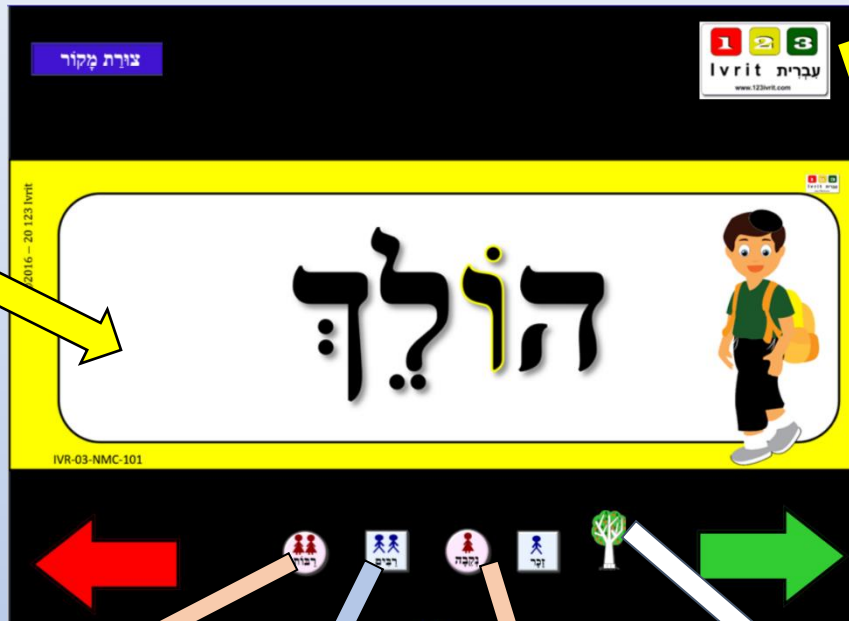 צוּרַת מָקוֹר
1 2 3
Ivrit עִבְרִית
www.123ivrit.com
2016 – 20 123 Ivrit
הוֹלֵךְ
IVR-03-NMC-101
רַבּוֹת
רַבִּים
נְקֵבָה
זָכָר